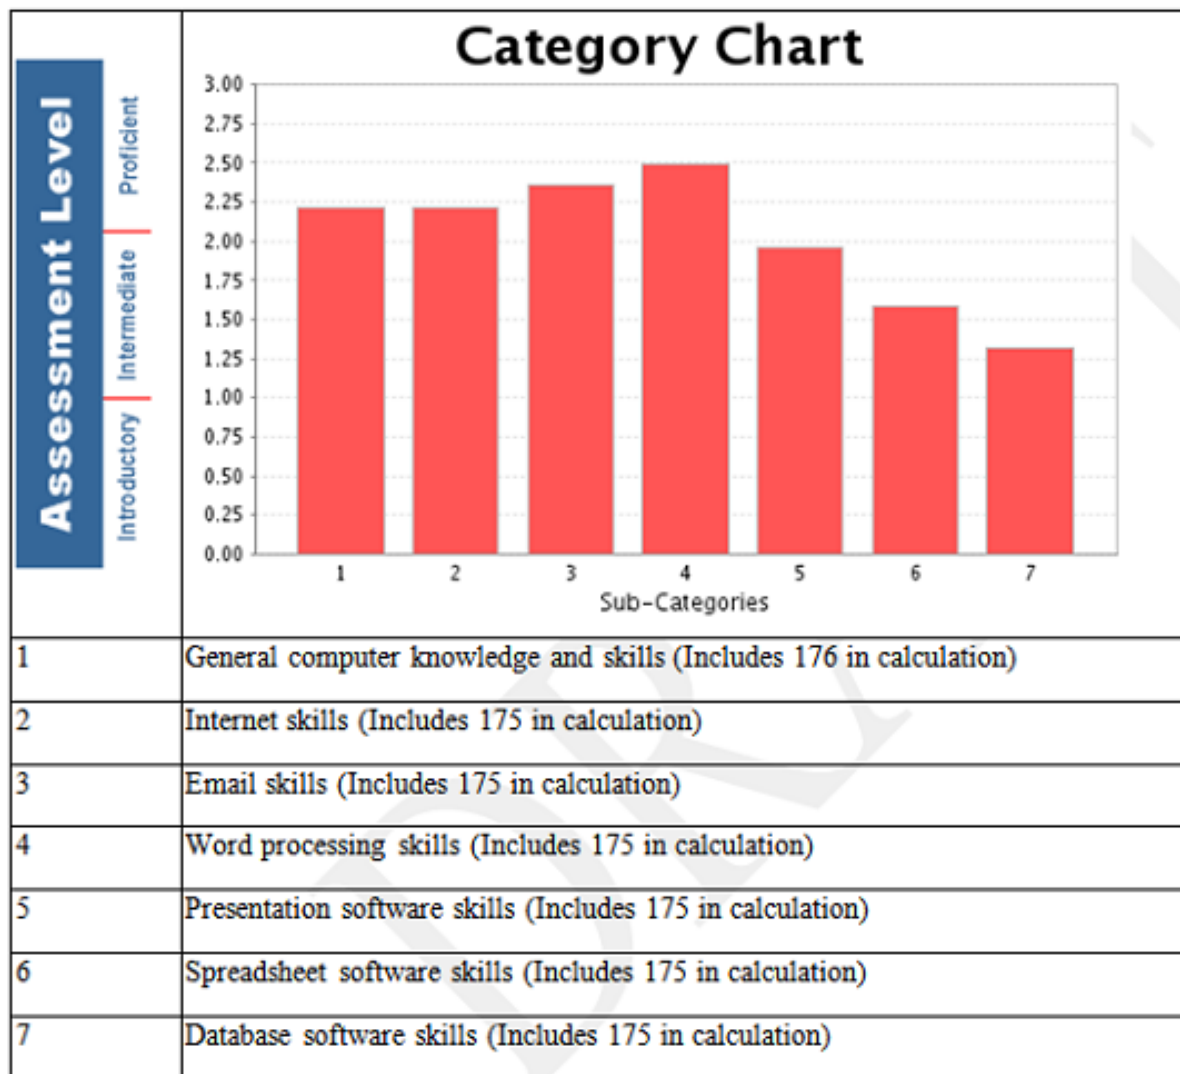 Category Chart
Assessment Level
Proficient
Intermediate
Introductory
3.00
2.75
2.50
2.25
2.00
1.75
1.50
1.25
1.00
0.75
0.50
0.25
0.00
1 2 3 4 5 6 7
Sub-Categories
1 General computer knowledge and skills (Includes 176 in calculation)
2 Internet skills (Includes 175 in calculation)
3 Email skills (Includes 175 in calculation)
4 Word processing skills (Includes 175 in calculation)
5 Presentation software skills (Includes 175 in calculation)
6 Spreadsheet software skills (Includes 175 in calculation)
7 Database software skills (Includes 175 in calculation)
DR